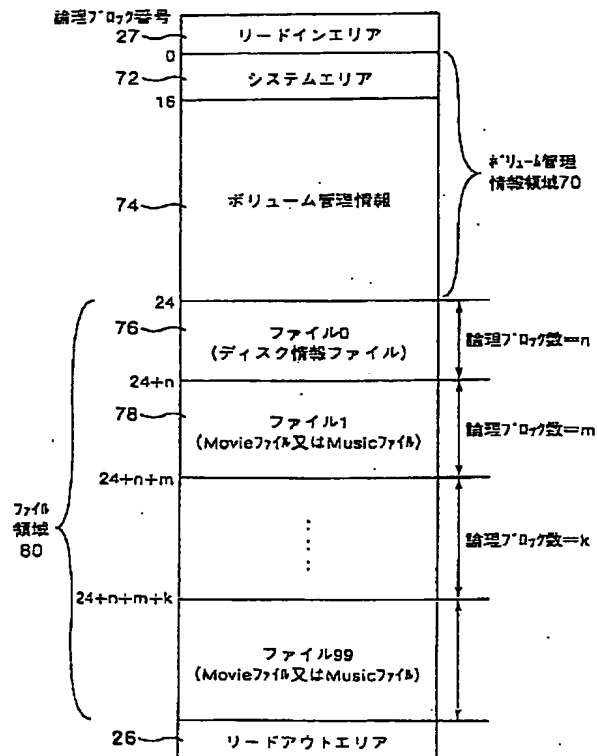 論理ブロック番号
27 リードインエリア
0
72 システムエリア
16
ボリューム管理
情報領域70
74 ボリューム管理情報
24
76 ファイル0
(ディスク情報ファイル)
論理ブロック数=n
24+n
78 ファイル1
(Movieファイル又はMusicファイル)
論理ブロック数=m
24+n+m
ファイル
領域
80
論理ブロック数=k
24+n+m+k
ファイル99
(Movieファイル又はMusicファイル)
26 リードアウトエリア